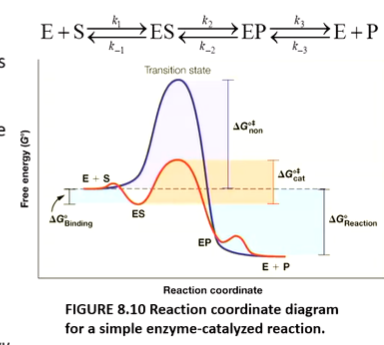 E + S k₁ k₋₁ ES k₂ k₋₂ EP k₃ k₋₃ E + P
Transition state
ΔG°‡non
ΔG°‡cat
E + S
ΔG°Binding
ES
ΔG°Reaction
EP
E + P
Free energy (G°)
Reaction coordinate
FIGURE 8.10 Reaction coordinate diagram
for a simple enzyme-catalyzed reaction.